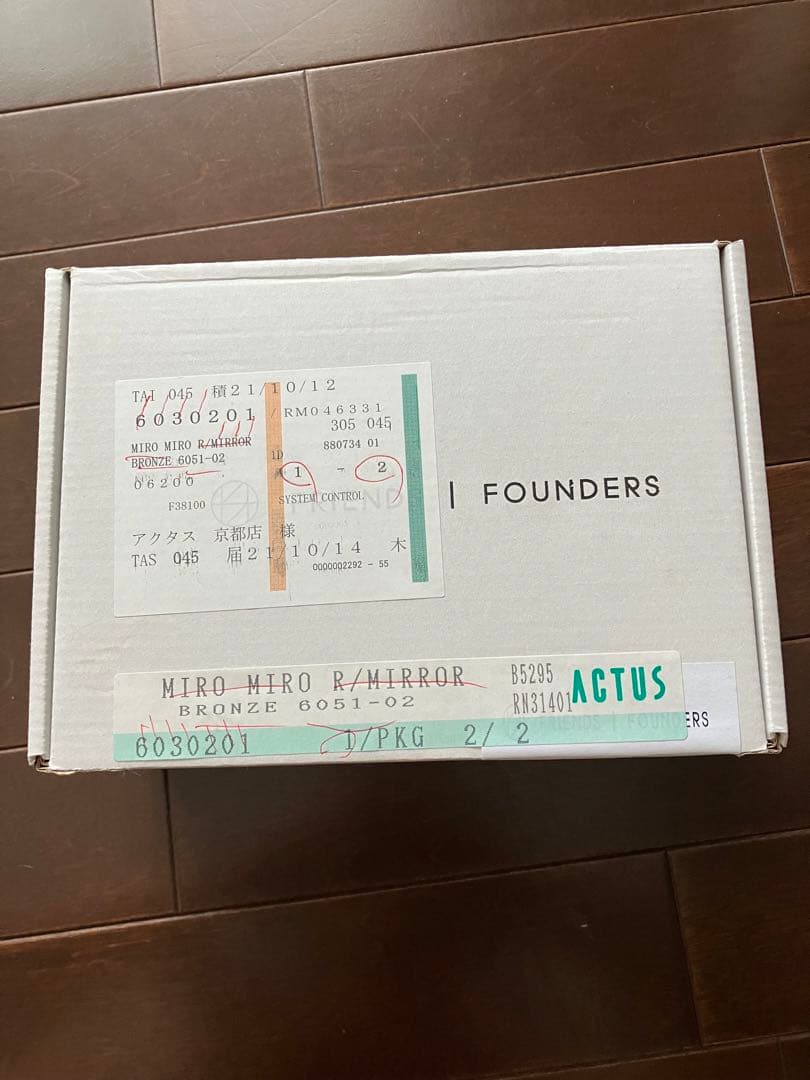 TAI 045 積21/10/12
6030201 / RM046331
305 045
MIRO MIRO R/MIRROR
880734 01
BRONZE 6051-02
1D
1 - 2
06200
F38100
SYSTEM CONTROL
FRIEND
| FOUNDERS
アクタス 京都店 様
TAS 045 届21/10/14 木
0000002292 - 55
MIRO MIRO R/MIRROR
BRONZE 6051-02
B5295
RN31401
ACTUS
FRIENDS | FOUNDERS
6030201 1/PKG 2/ 2